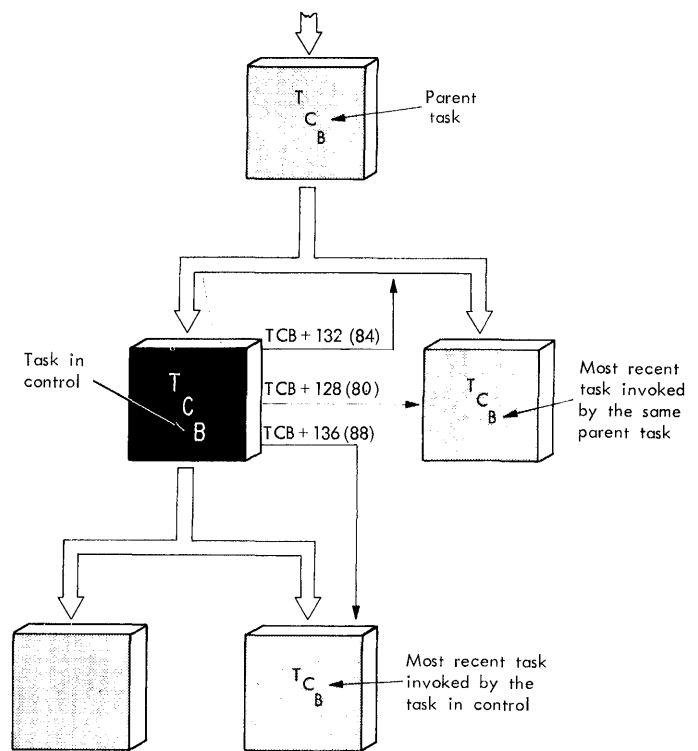 T
C
B
Parent
task
TCB + 132 (84)
Task in
control
T
C
B
TCB + 128 (80)
TCB + 136 (88)
T
C
B
Most recent
task invoked
by the same
parent task
T
C
B
Most recent task
invoked by the
task in control